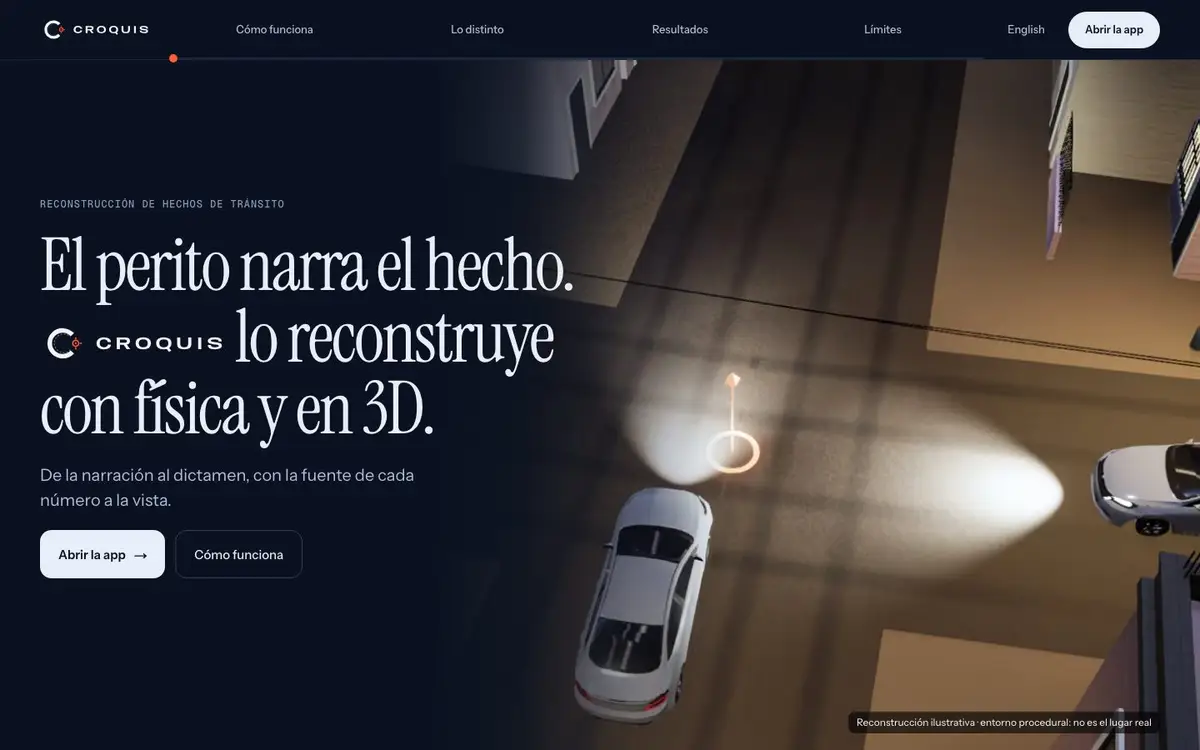 CROQUIS
Cómo funciona
Lo distinto
Resultados
Límites
English
Abrir la app
RECONSTRUCCIÓN DE HECHOS DE TRÁNSITO
El perito narra el hecho.
CROQUIS lo reconstruye
con física y en 3D.
De la narración al dictamen, con la fuente de cada
número a la vista.
Abrir la app →
Cómo funciona
Reconstrucción ilustrativa · entorno procedural: no es el lugar real